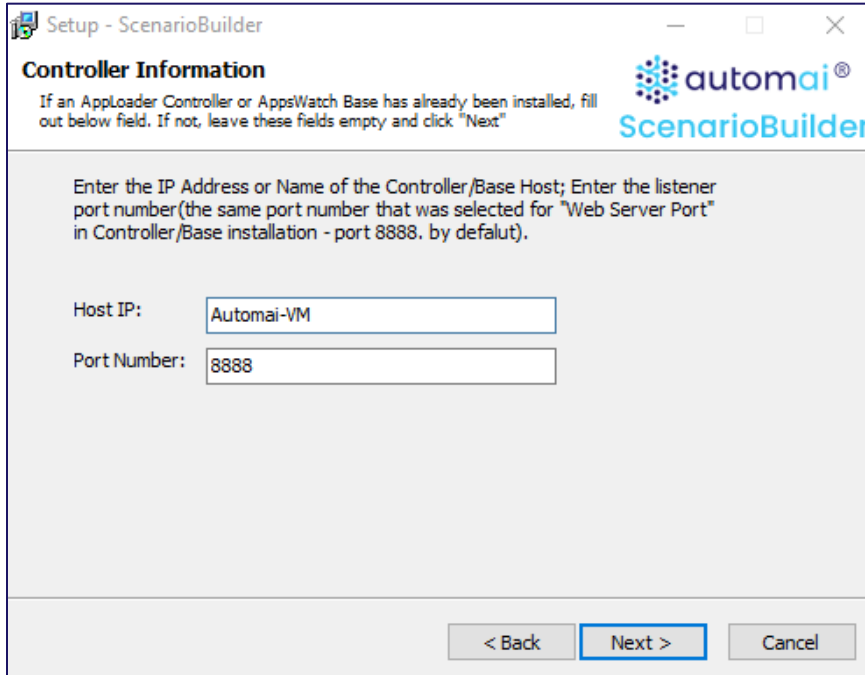 Setup - ScenarioBuilder
Controller Information
If an AppLoader Controller or AppsWatch Base has already been installed, fill
out below field. If not, leave these fields empty and click "Next"
automai®
ScenarioBuilder
Enter the IP Address or Name of the Controller/Base Host; Enter the listener
port number(the same port number that was selected for "Web Server Port"
in Controller/Base installation - port 8888. by defalut).
Host IP: Automai-VM
Port Number: 8888
< Back Next > Cancel